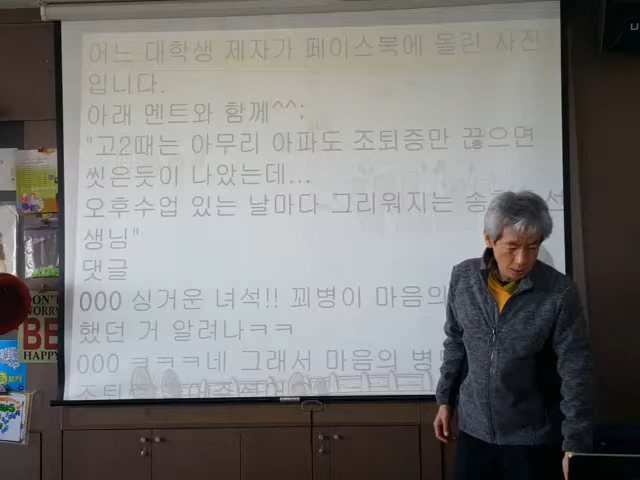 어느 대학생 제자가 페이스북에 올린 사진
입니다.
아래 멘트와 함께^^;
"고2때는 아무리 아파도 조퇴증만 끊으면
씻은듯이 나았는데...
오후수업 있는 날마다 그리워지는 송
생님"
댓글
000 싱거운 녀석!! 꾀병이 마음의
했던 거 알려나ㅋㅋ
000 ㅋㅋㅋ네 그래서 마음의 병
DON'T
WORRY
BE
HAPPY